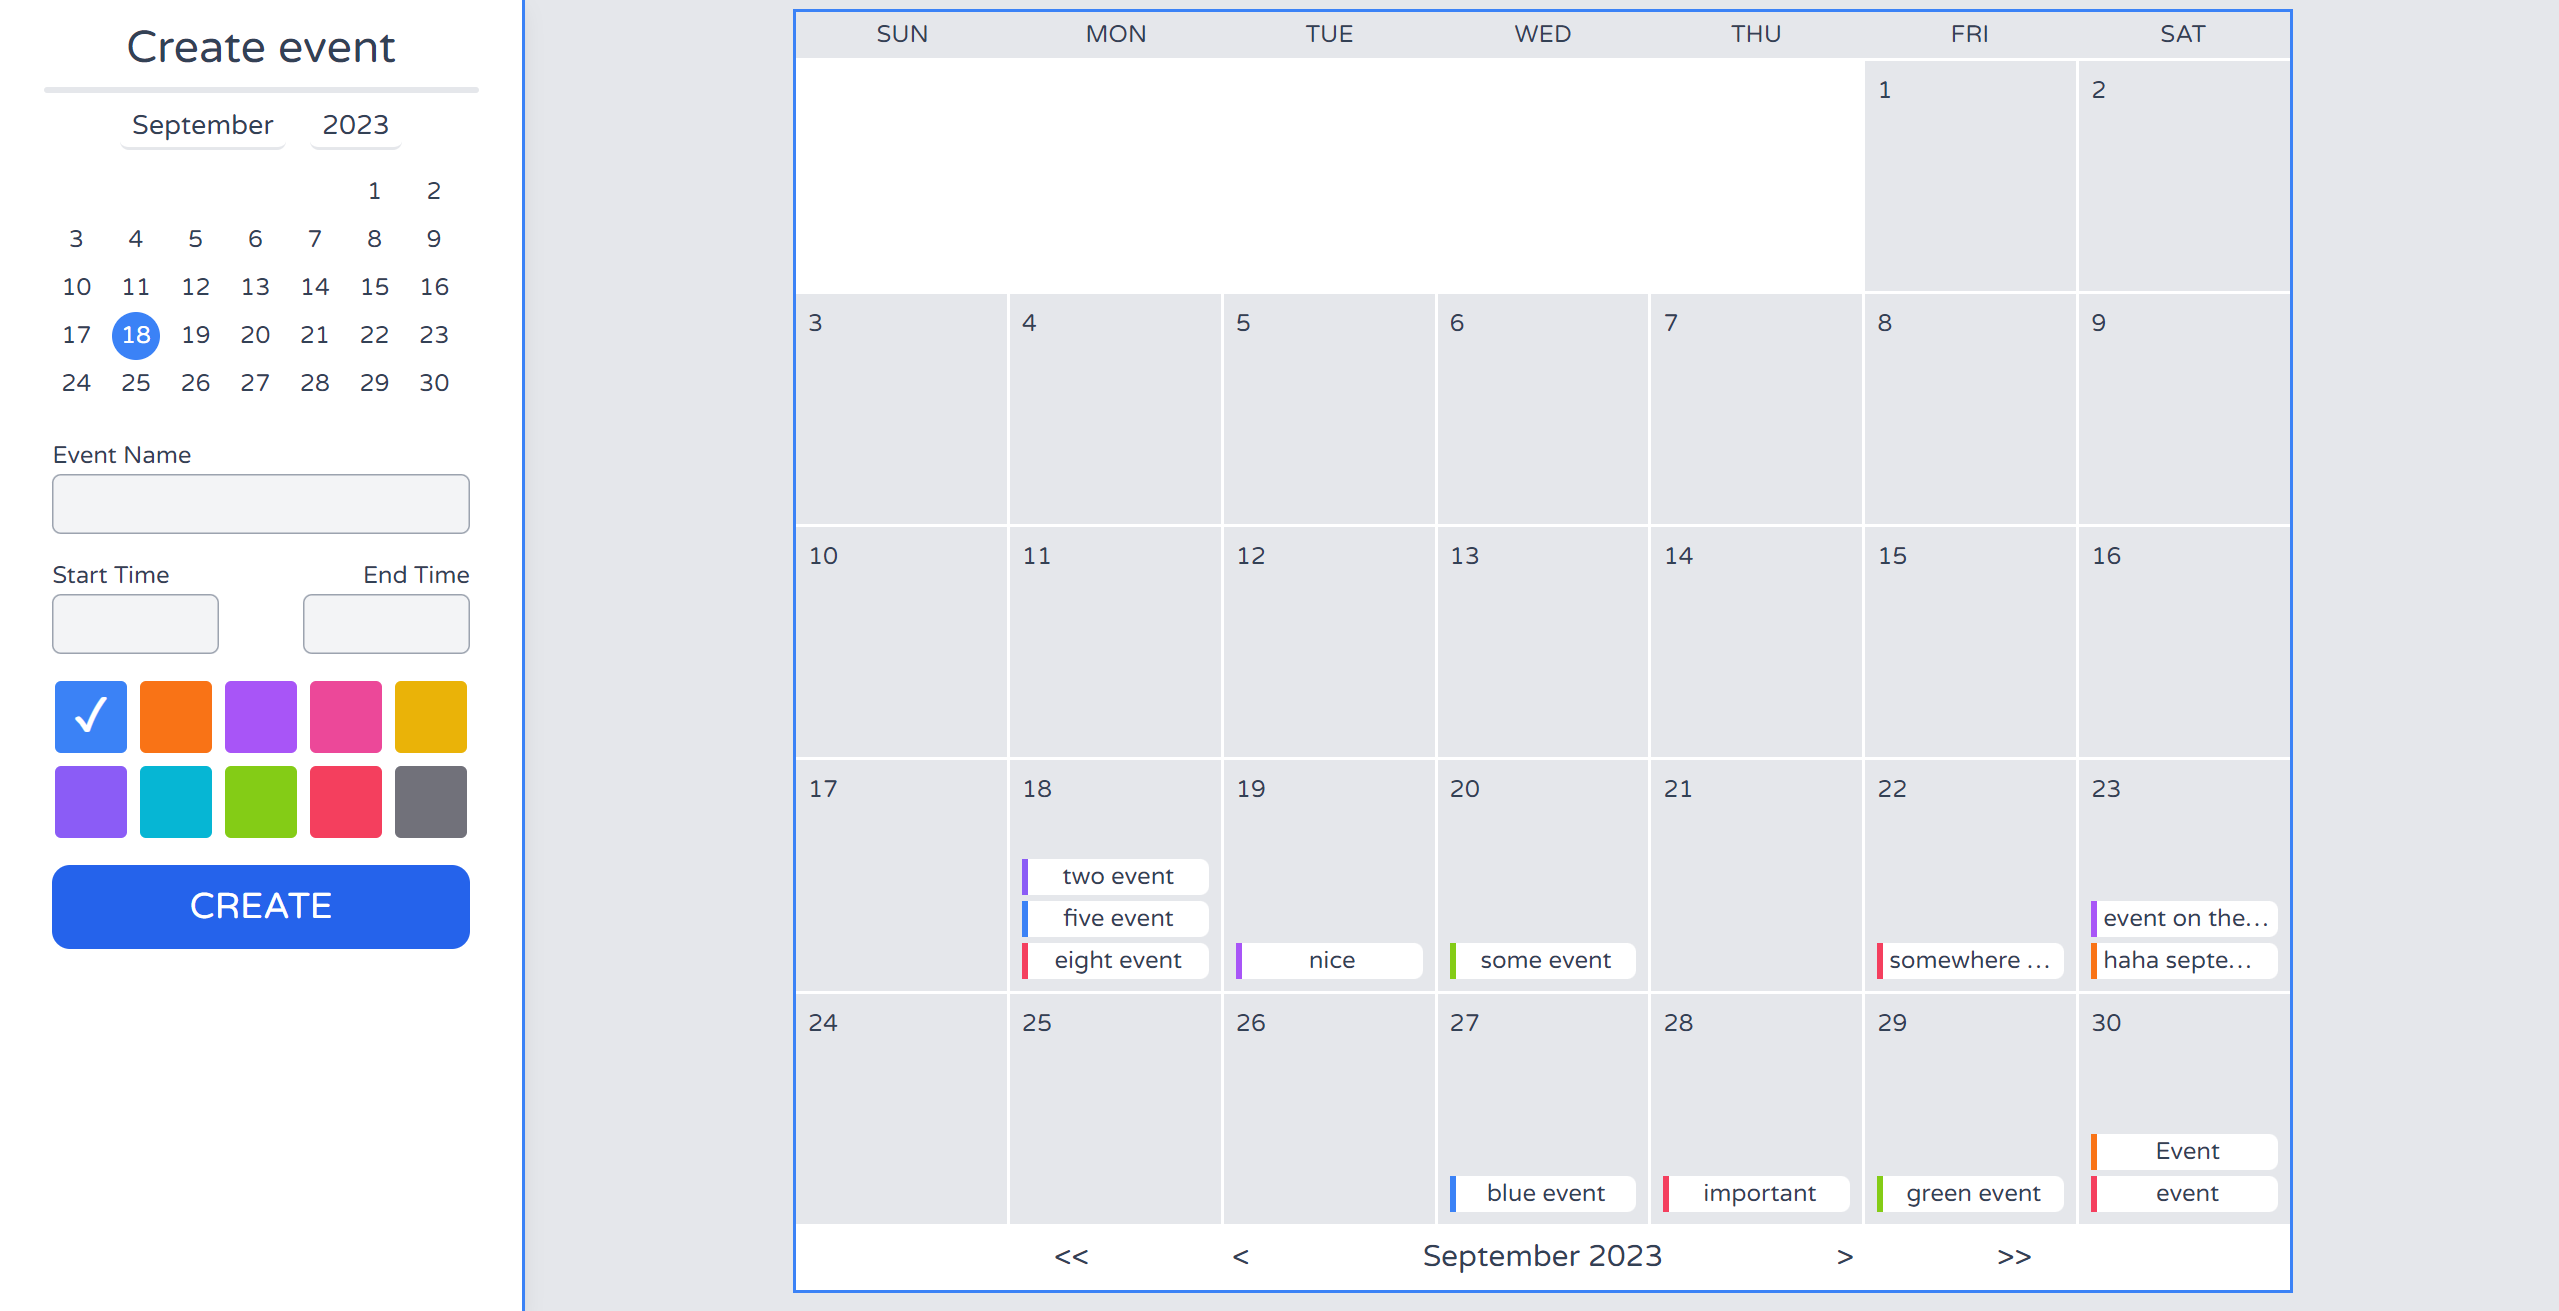 Create event
September 2023
1 2
3 4 5 6 7 8 9
10 11 12 13 14 15 16
17 18 19 20 21 22 23
24 25 26 27 28 29 30
Event Name
Start Time End Time
CREATE
SUN MON TUE WED THU FRI SAT
1 2
3 4 5 6 7 8 9
10 11 12 13 14 15 16
17 18 19 20 21 22 23
two event
five event event on the...
eight event nice some event somewhere ... haha septe...
24 25 26 27 28 29 30
Event
blue event important green event event
<< < September 2023 > >>